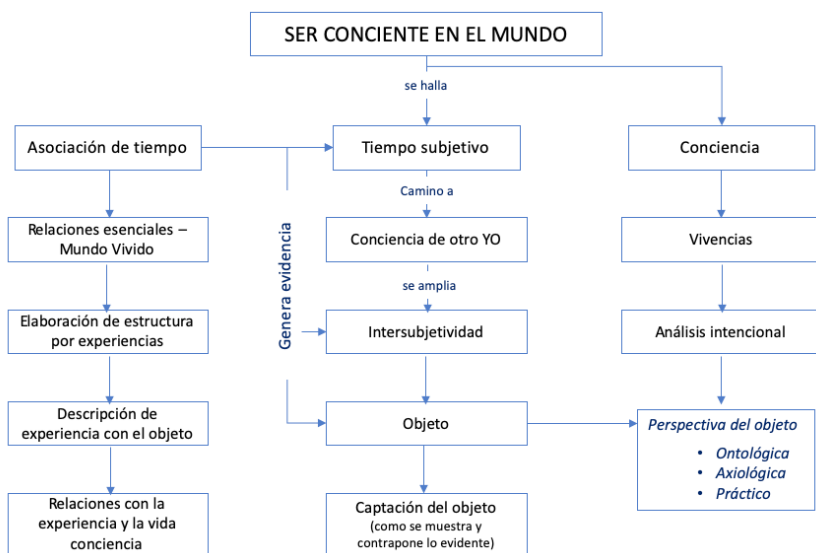 SER CONCIENTE EN EL MUNDO
se halla
Asociación de tiempo
Tiempo subjetivo
Conciencia
Camino a
Relaciones esenciales –
Mundo Vivido
Conciencia de otro YO
Vivencias
se amplia
Genera evidencia
Elaboración de estructura
por experiencias
Intersubjetividad
Análisis intencional
Descripción de
experiencia con el objeto
Objeto
Perspectiva del objeto
• Ontológica
• Axiológica
• Práctico
Relaciones con la
experiencia y la vida
conciencia
Captación del objeto
(como se muestra y
contrapone lo evidente)